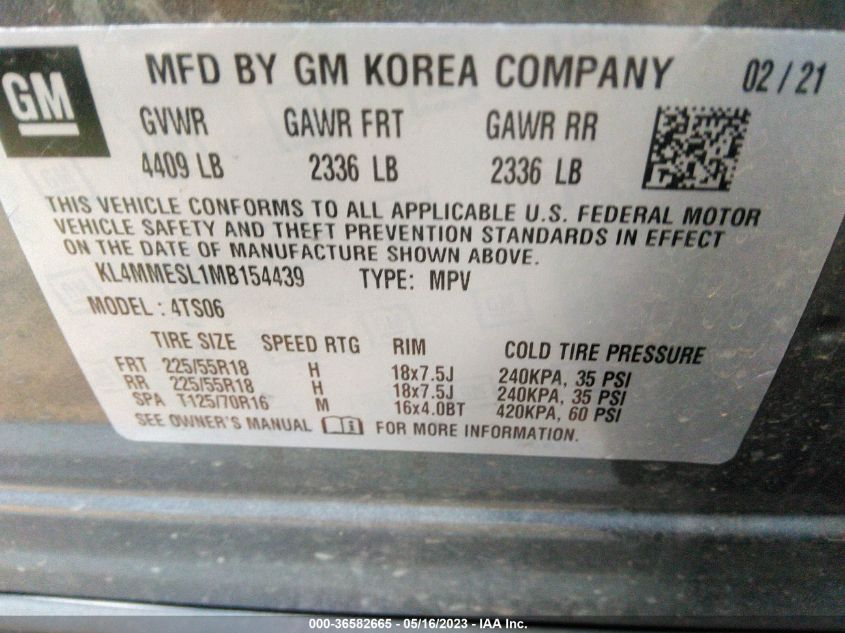 GM
MFD BY GM KOREA COMPANY 02/21
GVWR GAWR FRT GAWR RR
4409 LB 2336 LB 2336 LB
THIS VEHICLE CONFORMS TO ALL APPLICABLE U.S. FEDERAL MOTOR
VEHICLE SAFETY AND THEFT PREVENTION STANDARDS IN EFFECT
ON THE DATE OF MANUFACTURE SHOWN ABOVE.
KL4MMESL1MB154439 TYPE: MPV
MODEL : 4TS06
TIRE SIZE SPEED RTG RIM COLD TIRE PRESSURE
FRT 225/55R18 H 18x7.5J 240KPA, 35 PSI
RR 225/55R18 H 18x7.5J 240KPA, 35 PSI
SPA T125/70R16 M 16x4.0BT 420KPA, 60 PSI
SEE OWNER'S MANUAL FOR MORE INFORMATION.
000-36582665 - 05/16/2023 - IAA Inc.